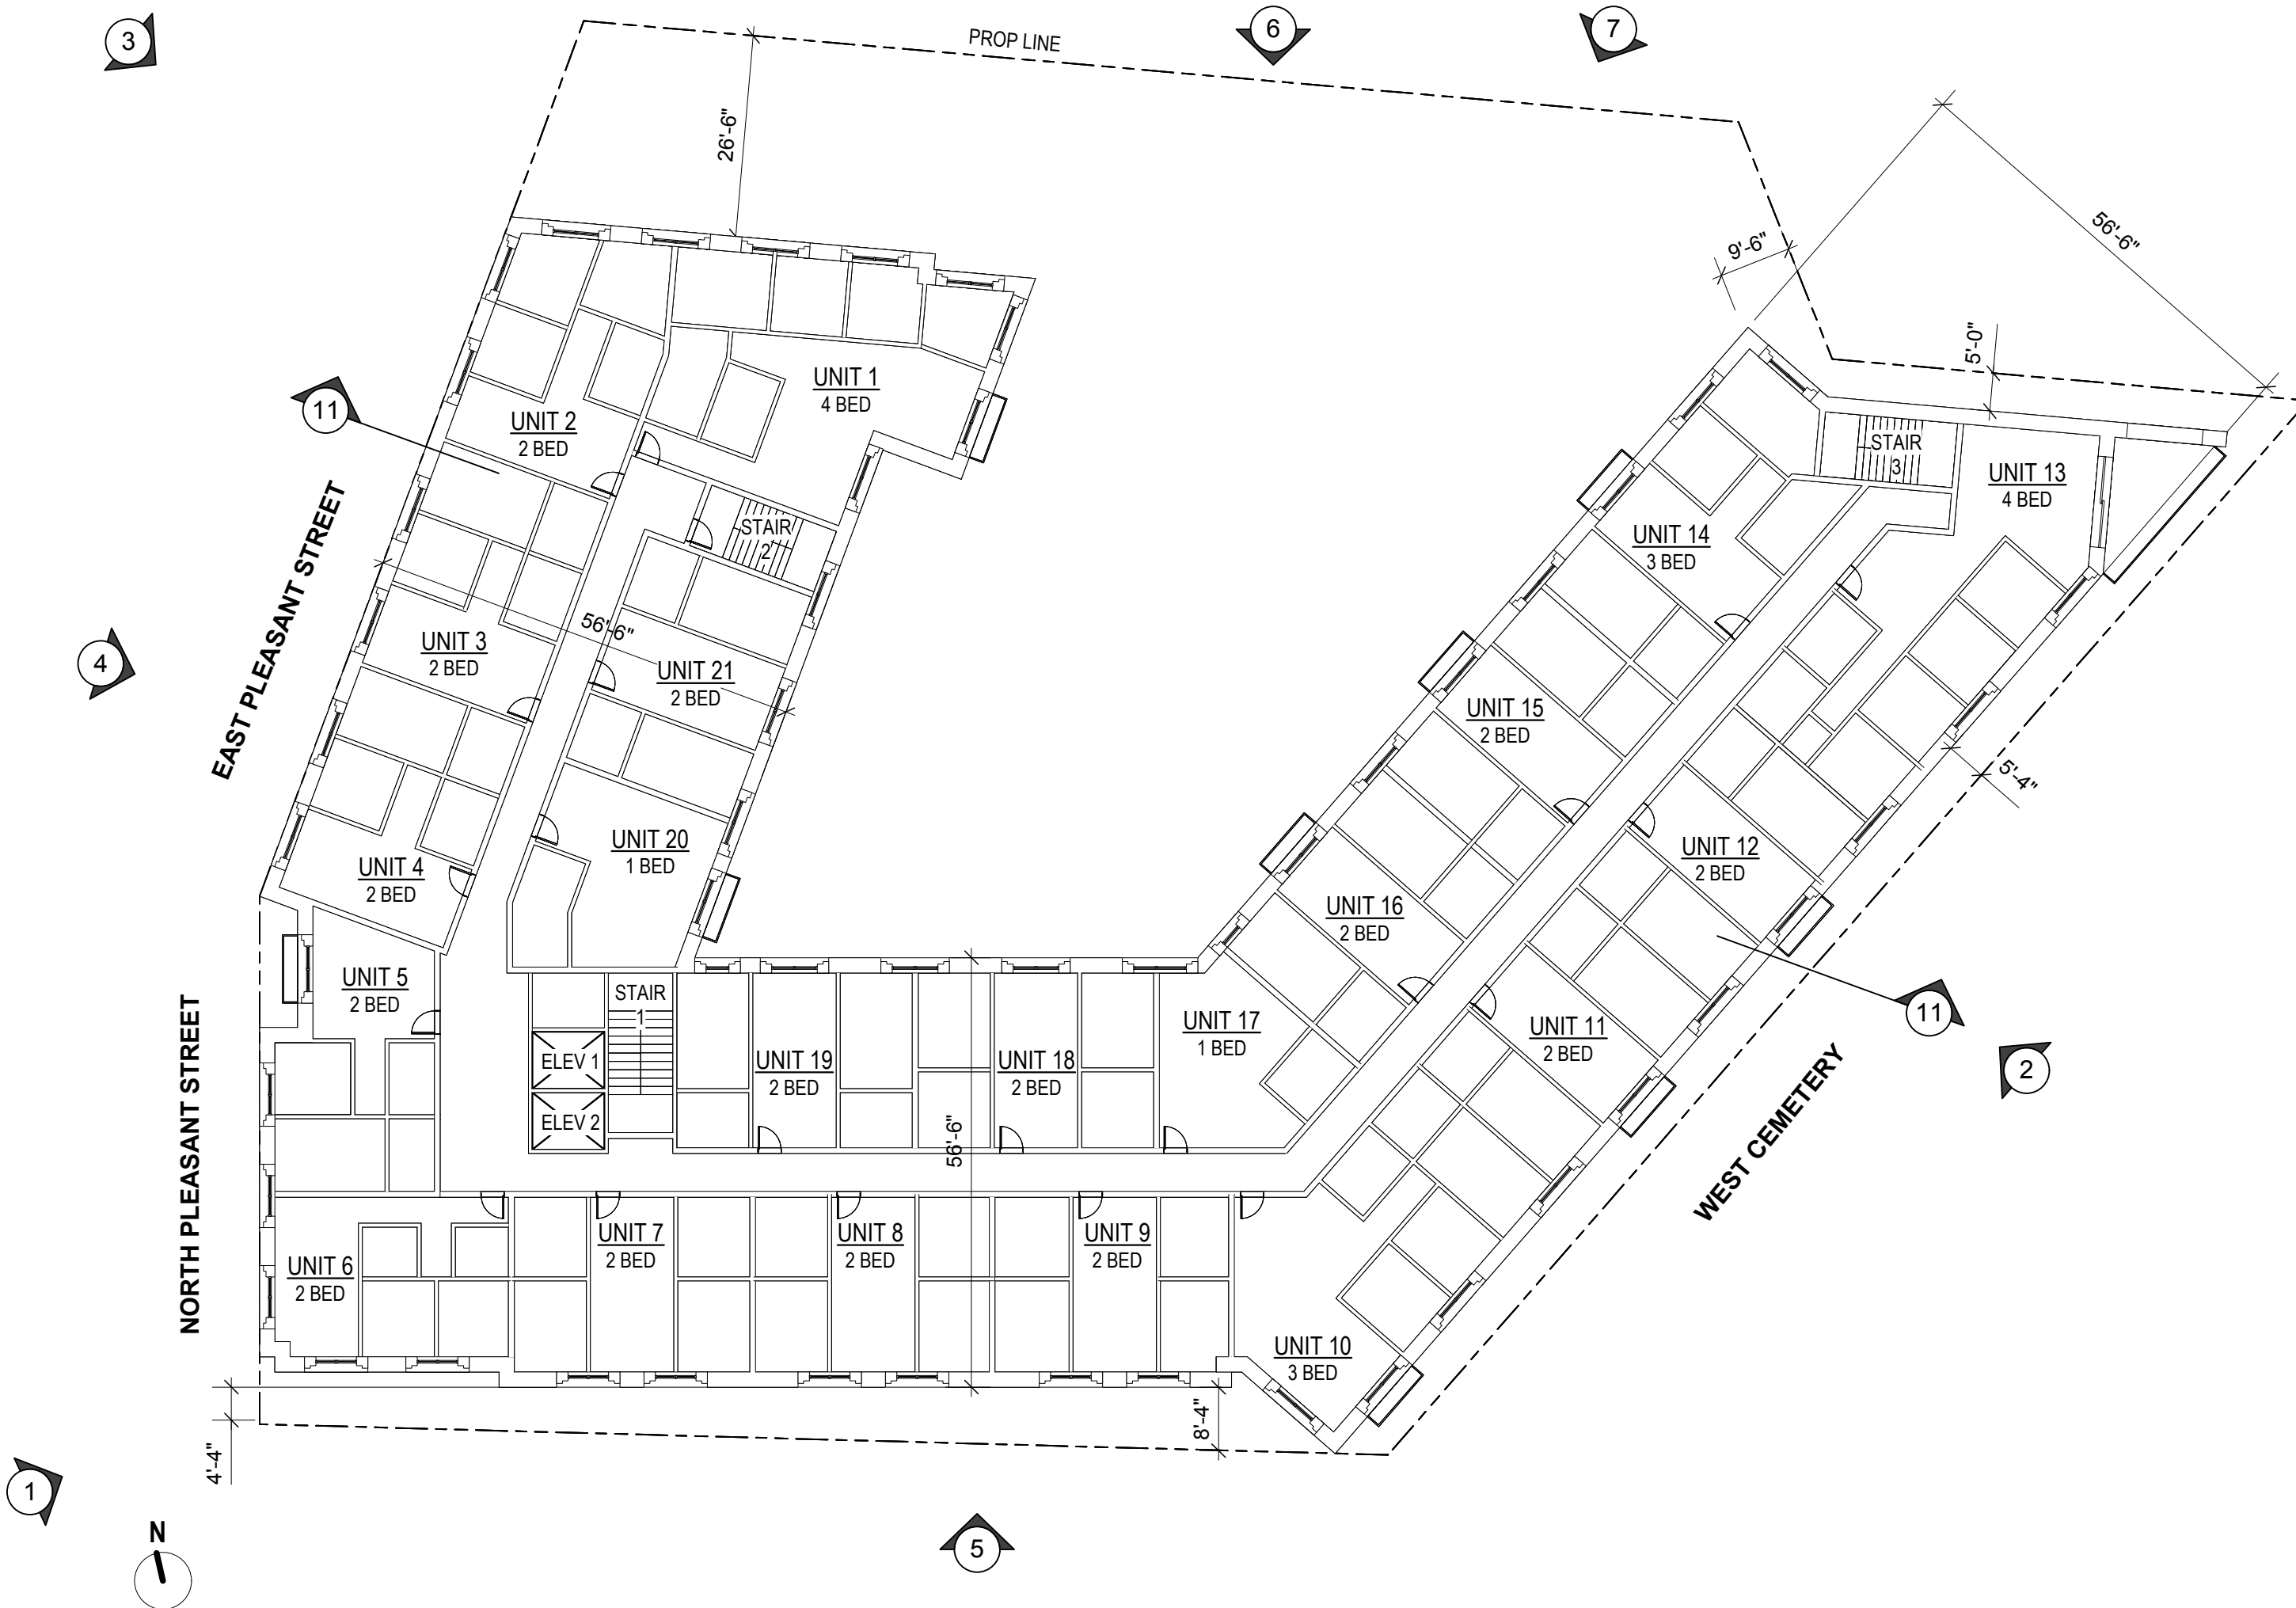 3
6
7
PROP LINE
26'-6"
9'-6"
56'-6"
5'-0"
UNIT 1
4 BED
11
UNIT 2
2 BED
STAIR
3
UNIT 13
4 BED
STAIR
2
UNIT 14
3 BED
EAST PLEASANT STREET
56'-6"
4
UNIT 3
2 BED
UNIT 21
2 BED
UNIT 15
2 BED
5'-4"
UNIT 20
1 BED
UNIT 12
2 BED
UNIT 4
2 BED
UNIT 16
2 BED
UNIT 5
2 BED
STAIR
1
UNIT 17
1 BED
UNIT 11
2 BED
11
ELEV 1
UNIT 19
2 BED
UNIT 18
2 BED
2
ELEV 2
56'-6"
NORTH PLEASANT STREET
WEST CEMETERY
UNIT 6
2 BED
UNIT 7
2 BED
UNIT 8
2 BED
UNIT 9
2 BED
UNIT 10
3 BED
8'-4"
4'-4"
1
N
5